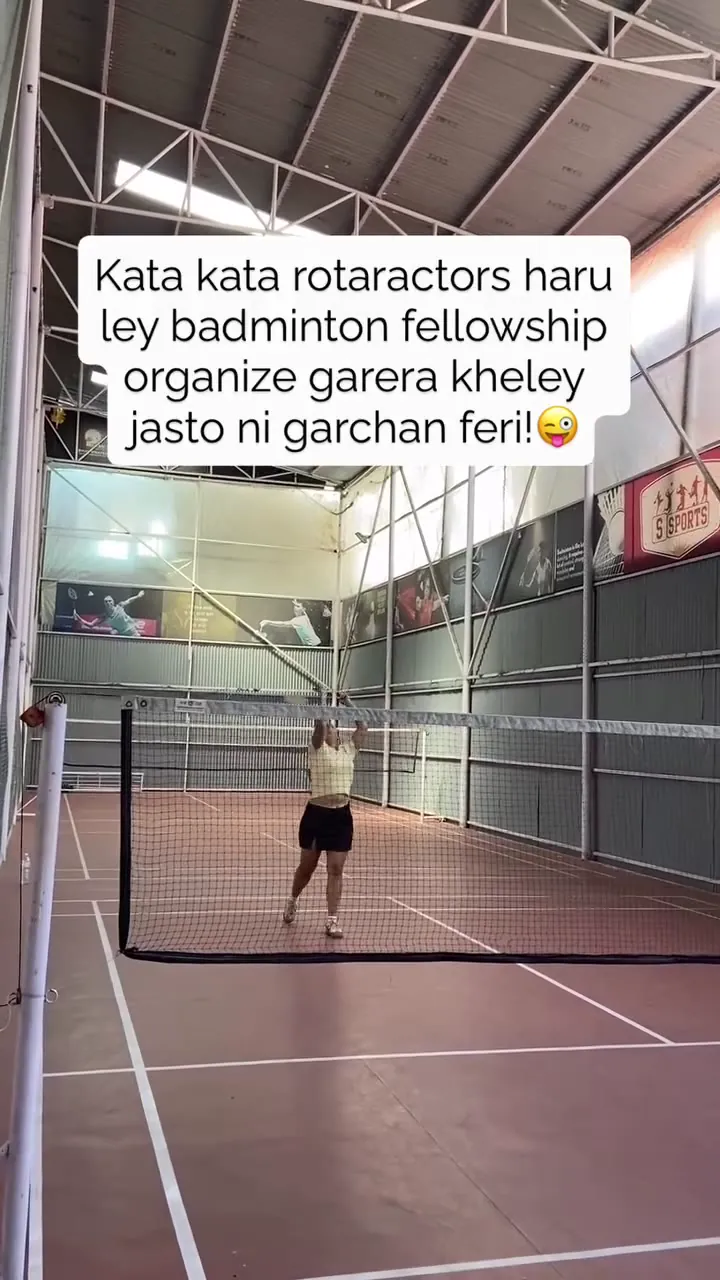 Kata kata rotaractors haru
ley badminton fellowship
organize garera kheley
jasto ni garchan feri!😜
S SPORTS